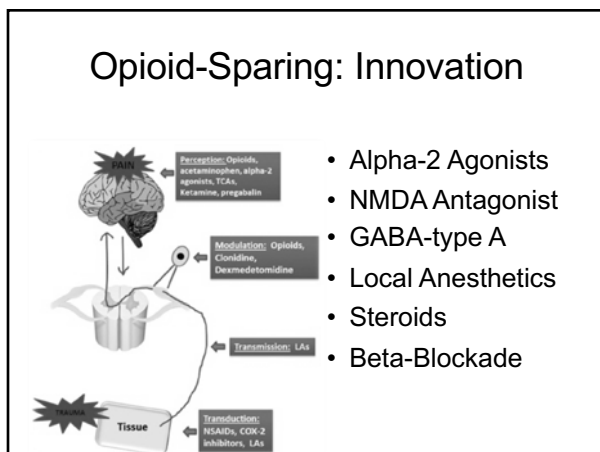 Opioid-Sparing: Innovation
PAIN
Perception: Opioids,
acetaminophen, alpha-2
agonists, TCAs,
Ketamine, pregabalin
Modulation: Opioids,
Clonidine,
Dexmedetomidine
Transmission: LAs
TRAUMA
Tissue
Transduction:
NSAIDs, COX-2
inhibitors, LAs
• Alpha-2 Agonists
• NMDA Antagonist
• GABA-type A
• Local Anesthetics
• Steroids
• Beta-Blockade